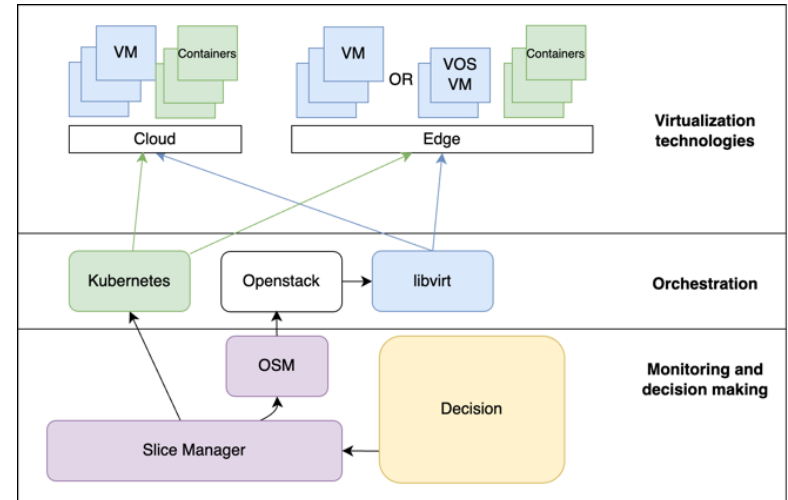 VM
Containers
VM
OR
VOS
VM
Containers
Cloud
Edge
Virtualization
technologies
Kubernetes
Openstack
libvirt
Orchestration
OSM
Decision
Monitoring and
decision making
Slice Manager